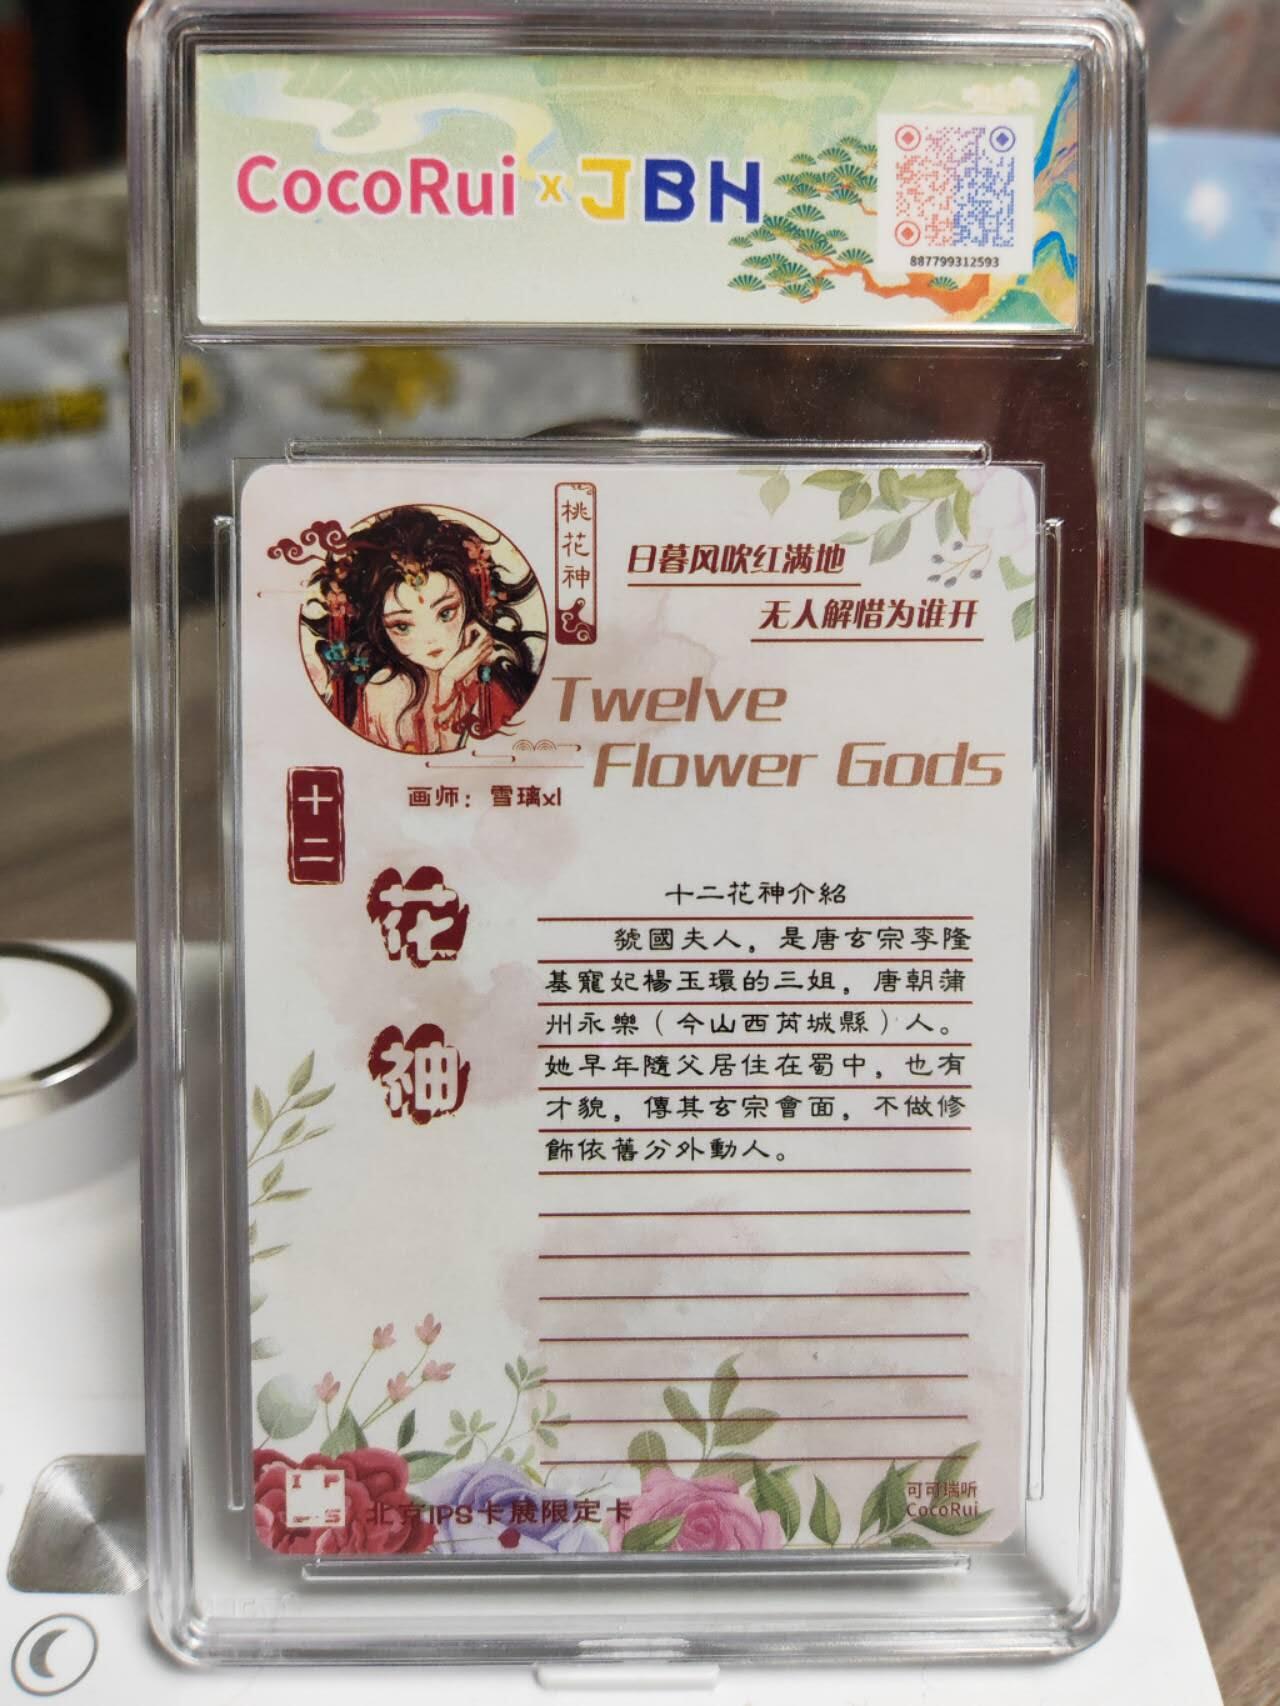 CocoRui x JBH
887799312593
桃花神
日暮风吹红满地
无人解惜为谁开
Twelve
Flower Gods
画师：雪璃xl
十二
花
神
十二花神介紹
虢國夫人，是唐玄宗李隆
基寵妃楊玉環的三姐，唐朝蒲
州永樂（今山西芮城縣）人。
她早年隨父居住在蜀中，也有
才貌，傳其玄宗會面，不做修
飾依舊分外動人。
IPS
北京IPS卡展限定卡
可可瑞听
CocoRui